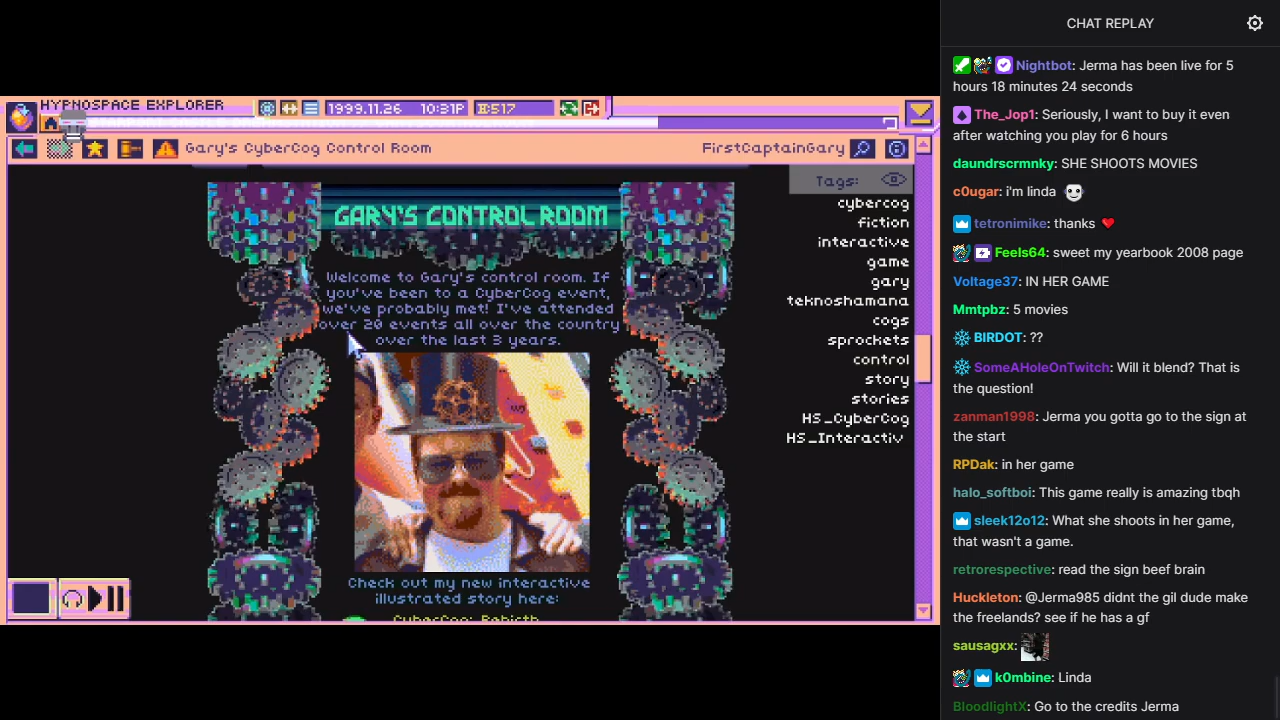 CHAT REPLAY
HYPNOSPACE EXPLORER
1999.11.26 10:31P
517
Gary's CyberCog Control Room
FirstCaptainGary
GARY'S CONTROL ROOM
Welcome to Gary's control room. If
you've been to a CyberCog event,
we've probably met! I've attended
over 20 events all over the country
over the last 3 years.
Check out my new interactive
illustrated story here:
CyberCog: Rebirth
Tags:
cybercog
fiction
interactive
game
gary
teknoshamana
cogs
sprockets
control
story
stories
HS_CyberCog
HS_Interactiv
Nightbot: Jerma has been live for 5
hours 18 minutes 24 seconds
The_Jop1: Seriously, I want to buy it even
after watching you play for 6 hours
daundrscrmnky: SHE SHOOTS MOVIES
c0ugar: i'm linda
tetronimike: thanks
Feels64: sweet my yearbook 2008 page
Voltage37: IN HER GAME
Mmtpbz: 5 movies
BIRDOT: ??
SomeAHoleOnTwitch: Will it blend? That is
the question!
zanman1998: Jerma you gotta go to the sign at
the start
RPDak: in her game
halo_softboi: This game really is amazing tbqh
sleek12o12: What she shoots in her game,
that wasn't a game.
retrorespective: read the sign beef brain
Huckleton: @Jerma985 didnt the gil dude make
the freelands? see if he has a gf
sausagxx:
k0mbine: Linda
BloodlightX: Go to the credits Jerma